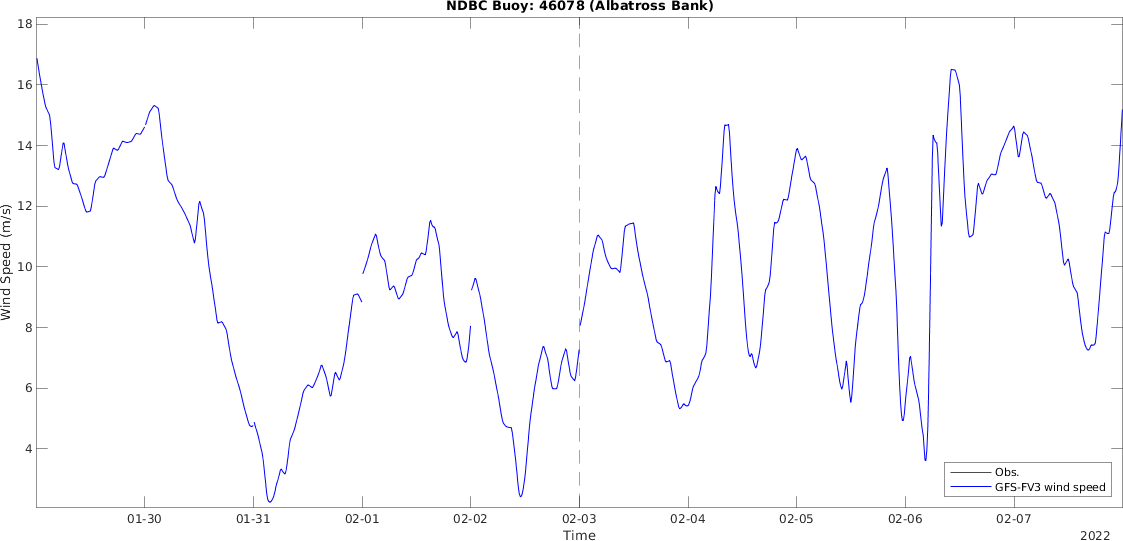 NDBC Buoy: 46078 (Albatross Bank)
18
16
14
12
10
8
6
4
Wind Speed (m/s)
Obs.
GFS-FV3 wind speed
01-30 01-31 02-01 02-02 02-03 02-04 02-05 02-06 02-07
Time
2022